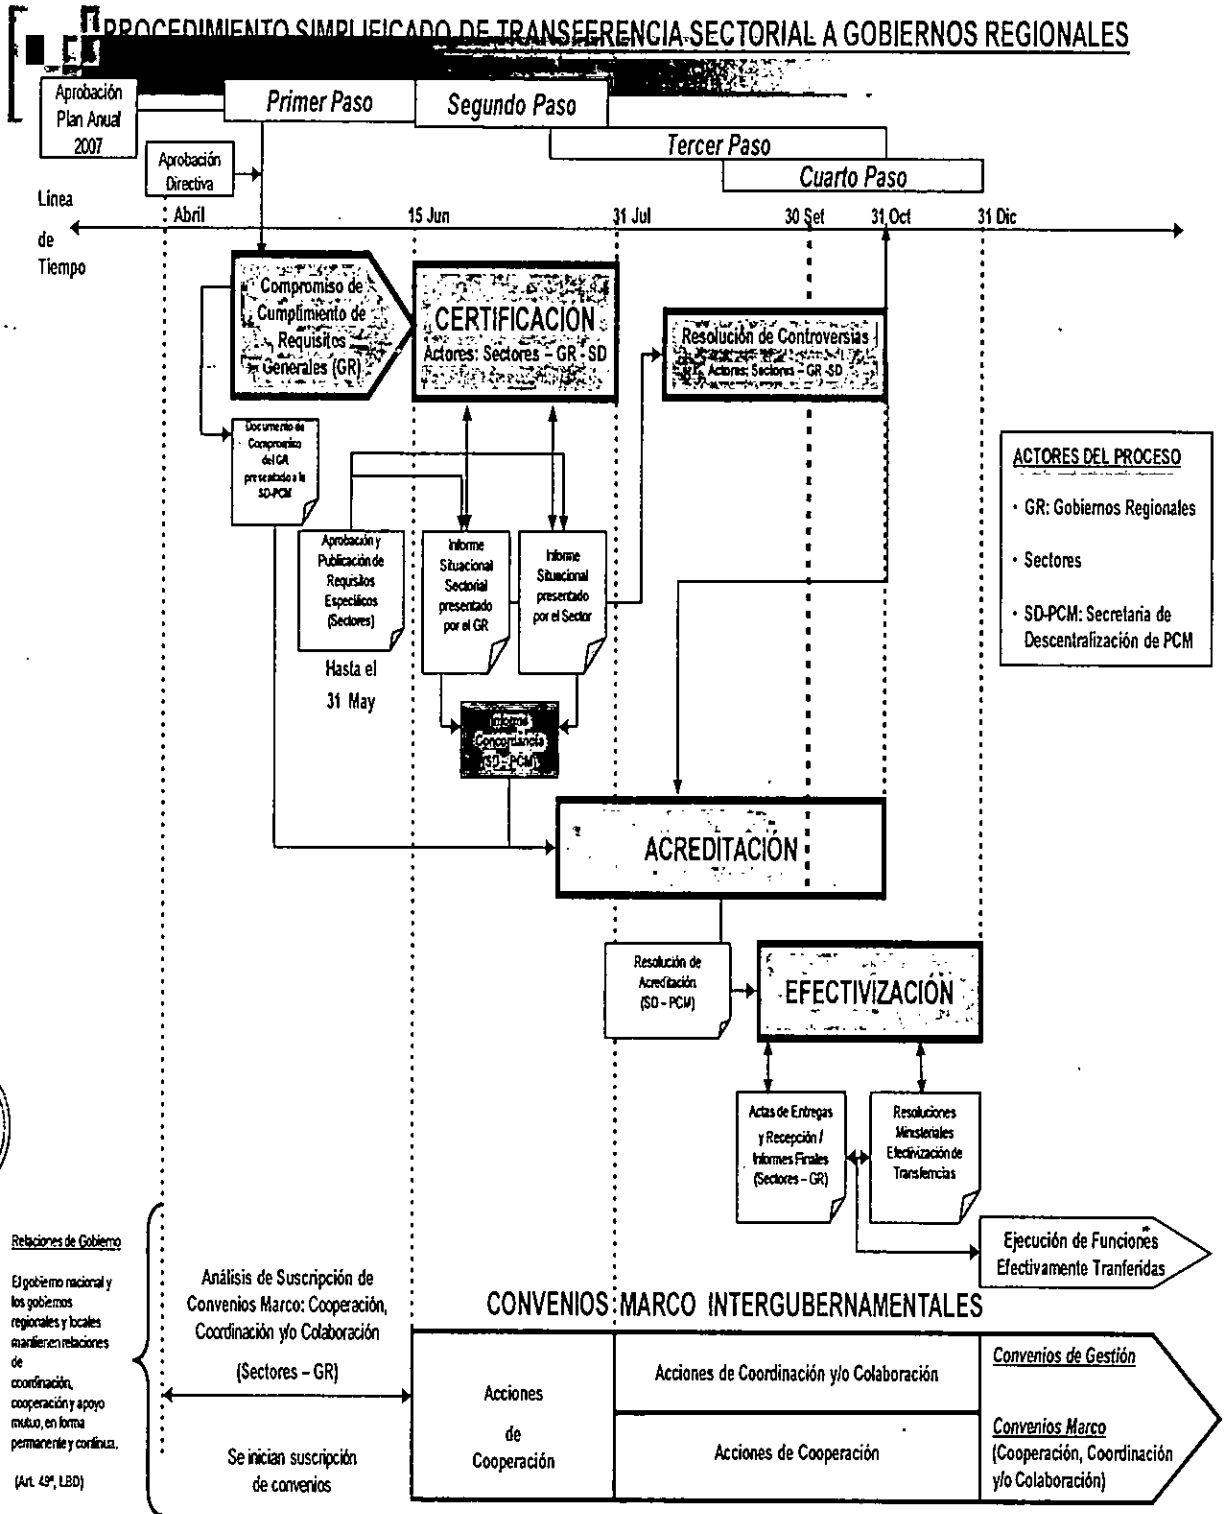 PROCEDIMIENTO SIMPLIFICADO DE TRANSFERENCIA SECTORIAL A GOBIERNOS REGIONALES
Aprobación
Plan Anual
2007
Primer Paso
Segundo Paso
Tercer Paso
Cuarto Paso
Aprobación
Directiva
Línea
de
Tiempo
Abril
15 Jun
31 Jul
30 Set
31 Oct
31 Dic
Compromiso de
Cumplimiento de
Requisitos
Generales (GR)
CERTIFICACIÓN
Actores: Sectores – GR - SD
Resolución de Controversias
Actores: Sectores – GR -SD
Documento de
Compromiso
del GR
presentado a la
SD-PCM
Aprobación y
Publicación de
Requisitos
Específicos
(Sectores)
Hasta el
31 May
Informe
Situacional
Sectorial
presentado
por el GR
Informe
Situacional
presentado
por el Sector
Informe
Concordancia
(SD – PCM)
ACTORES DEL PROCESO
· GR: Gobiernos Regionales
· Sectores
· SD-PCM: Secretaria de
Descentralización de PCM
ACREDITACIÓN
Resolución de
Acreditación
(SD – PCM)
EFECTIVIZACIÓN
Actas de Entregas
y Recepción /
Informes Finales
(Sectores – GR)
Resoluciones
Ministeriales
Efectivización de
Transferncias
Ejecución de Funciones
Efectivamente Tranferidas
Relaciones de Gobierno
El gobierno nacional y
los gobiernos
regionales y locales
mantienen relaciones
de
coordinación,
cooperación y apoyo
mutuo, en forma
permanente y continua.
(Art. 49º, LBD)
Análisis de Suscripción de
Convenios Marco: Cooperación,
Coordinación y/o Colaboración
(Sectores – GR)
Se inician suscripción
de convenios
CONVENIOS MARCO INTERGUBERNAMENTALES
Acciones
de
Cooperación
Acciones de Coordinación y/o Colaboración
Acciones de Cooperación
Convenios de Gestión
Convenios Marco
(Cooperación, Coordinación
y/o Colaboración)